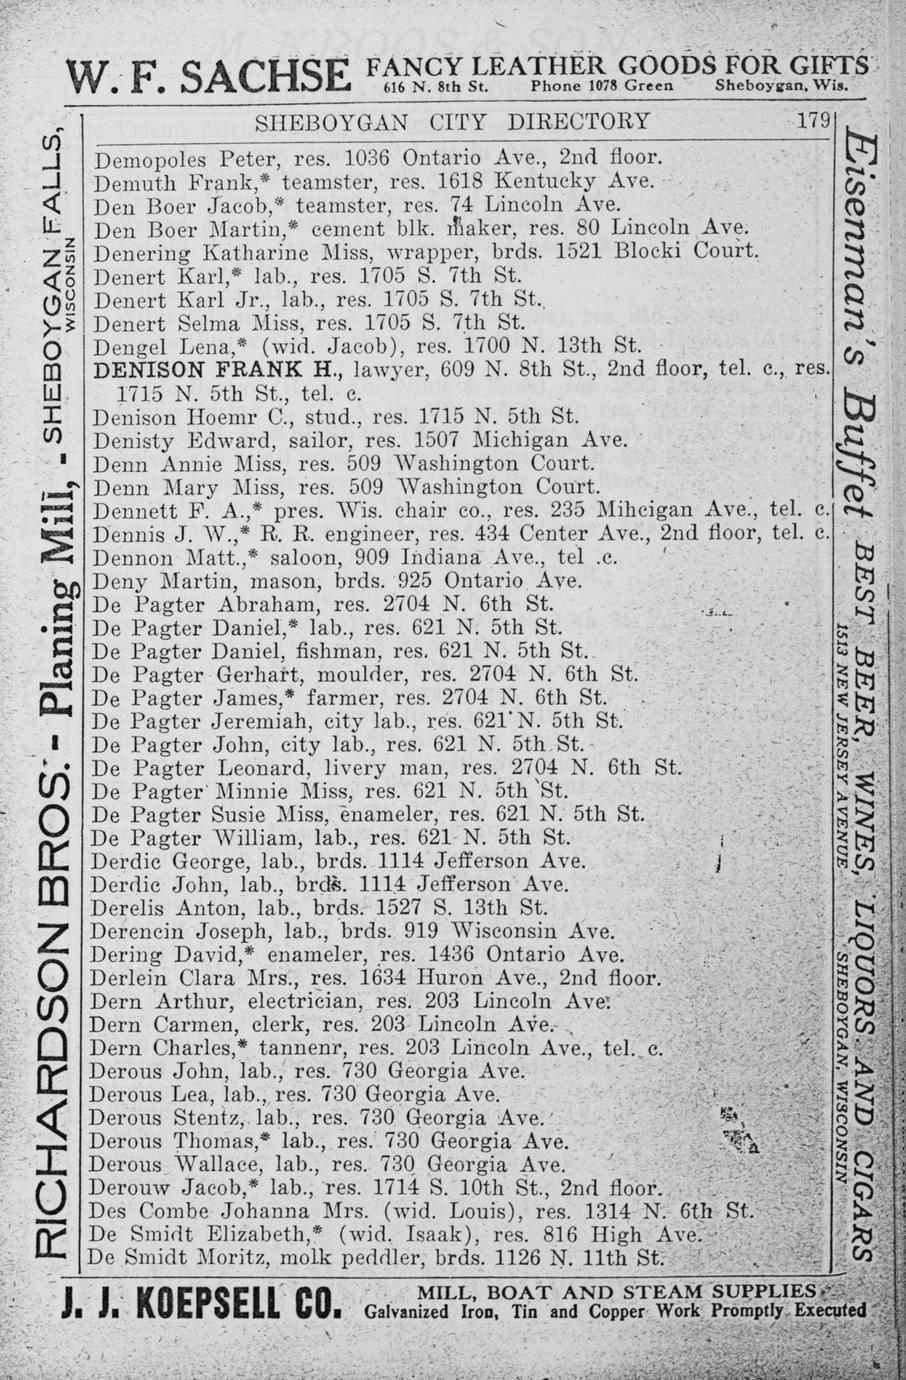 W. F. SACHSE FANCY LEATHER GOODS FOR GIFTS
616 N. 8th St. Phone 1078 Green Sheboygan, Wis.
SHEBOYGAN CITY DIRECTORY 179
Demopoles Peter, res. 1036 Ontario Ave., 2nd floor.
Demuth Frank,* teamster, res. 1618 Kentucky Ave.
Den Boer Jacob,* teamster, res. 74 Lincoln Ave.
Den Boer Martin,* cement blk. maker, res. 80 Lincoln Ave.
Denering Katharine Miss, wrapper, brds. 1521 Blocki Court.
Denert Karl,* lab., res. 1705 S. 7th St.
Denert Karl Jr., lab., res. 1705 S. 7th St.
Denert Selma Miss, res. 1705 S. 7th St.
Dengel Lena,* (wid. Jacob), res. 1700 N. 13th St.
DENISON FRANK H., lawyer, 609 N. 8th St., 2nd floor, tel. c., res.
1715 N. 5th St., tel. c.
Denison Hoemr C., stud., res. 1715 N. 5th St.
Denisty Edward, sailor, res. 1507 Michigan Ave.
Denn Annie Miss, res. 509 Washington Court.
Denn Mary Miss, res. 509 Washington Court.
Dennett F. A.,* pres. Wis. chair co., res. 235 Mihcigan Ave., tel. c.
Dennis J. W.,* R. R. engineer, res. 434 Center Ave., 2nd floor, tel. c.
Dennon Matt.,* saloon, 909 Indiana Ave., tel .c.
Deny Martin, mason, brds. 925 Ontario Ave.
De Pagter Abraham, res. 2704 N. 6th St.
De Pagter Daniel,* lab., res. 621 N. 5th St.
De Pagter Daniel, fishman, res. 621 N. 5th St.
De Pagter Gerhart, moulder, res. 2704 N. 6th St.
De Pagter James,* farmer, res. 2704 N. 6th St.
De Pagter Jeremiah, city lab., res. 621 N. 5th St.
De Pagter John, city lab., res. 621 N. 5th St.
De Pagter Leonard, livery man, res. 2704 N. 6th St.
De Pagter Minnie Miss, res. 621 N. 5th St.
De Pagter Susie Miss, enameler, res. 621 N. 5th St.
De Pagter William, lab., res. 621 N. 5th St.
Derdic George, lab., brds. 1114 Jefferson Ave.
Derdic John, lab., brds. 1114 Jefferson Ave.
Derelis Anton, lab., brds. 1527 S. 13th St.
Derencin Joseph, lab., brds. 919 Wisconsin Ave.
Dering David,* enameler, res. 1436 Ontario Ave.
Derlein Clara Mrs., res. 1634 Huron Ave., 2nd floor.
Dern Arthur, electrician, res. 203 Lincoln Ave.
Dern Carmen, clerk, res. 203 Lincoln Ave.
Dern Charles,* tannenr, res. 203 Lincoln Ave., tel. c.
Derous John, lab., res. 730 Georgia Ave.
Derous Lea, lab., res. 730 Georgia Ave.
Derous Stentz, lab., res. 730 Georgia Ave.
Derous Thomas,* lab., res. 730 Georgia Ave.
Derous Wallace, lab., res. 730 Georgia Ave.
Derouw Jacob,* lab., res. 1714 S. 10th St., 2nd floor.
Des Combe Johanna Mrs. (wid. Louis), res. 1314 N. 6th St.
De Smidt Elizabeth,* (wid. Isaak), res. 816 High Ave.
De Smidt Moritz, molk peddler, brds. 1126 N. 11th St.
RICHARDSON BROS. - Planing Mill, - SHEBOYGAN FALLS,
WISCONSIN
Eisenman's Buffet BEST BEER, WINES, LIQUORS AND CIGARS
1513 NEW JERSEY AVENUE SHEBOYGAN, WISCONSIN
J. J. KOEPSELL CO. MILL, BOAT AND STEAM SUPPLIES
Galvanized Iron, Tin and Copper Work Promptly Executed